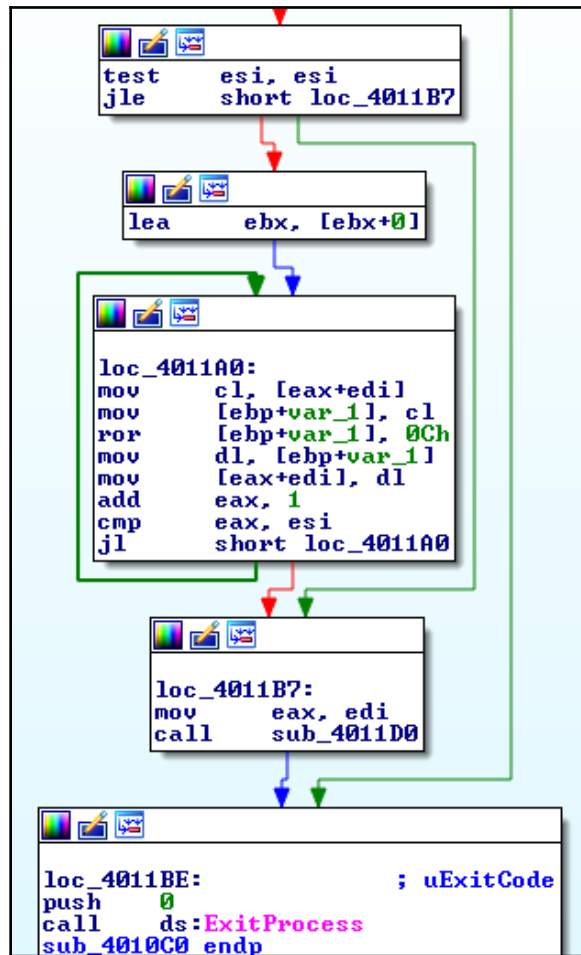 test esi, esi
jle short loc_4011B7
lea ebx, [ebx+0]
loc_4011A0:
mov cl, [eax+edi]
mov [ebp+var_1], cl
ror [ebp+var_1], 0Ch
mov dl, [ebp+var_1]
mov [eax+edi], dl
add eax, 1
cmp eax, esi
jl short loc_4011A0
loc_4011B7:
mov eax, edi
call sub_4011D0
loc_4011BE: ; uExitCode
push 0
call ds:ExitProcess
sub_4010C0 endp